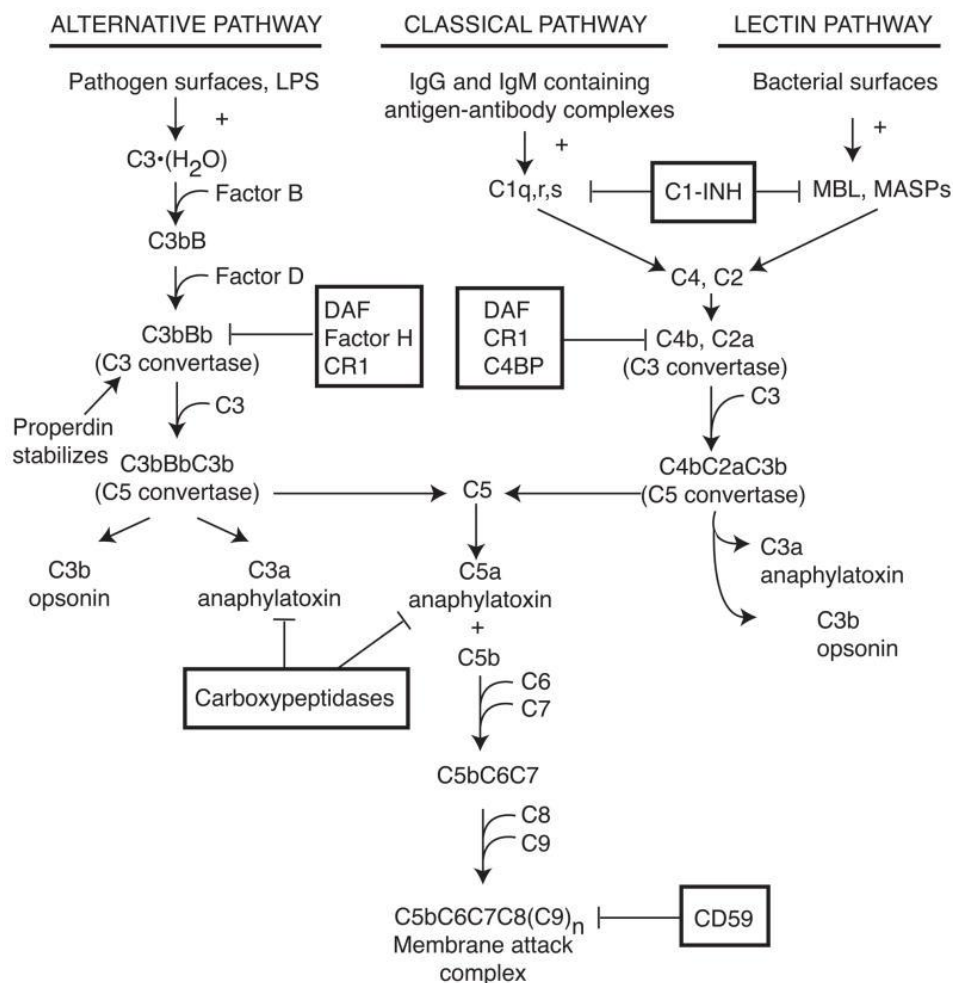 ALTERNATIVE PATHWAY
CLASSICAL PATHWAY
LECTIN PATHWAY
Pathogen surfaces, LPS
IgG and IgM containing
antigen-antibody complexes
Bacterial surfaces
+
+
+
C3•(H2O)
Factor B
C3bB
Factor D
C3bBb
(C3 convertase)
DAF
Factor H
CR1
Properdin
stabilizes
C3
C3bBbC3b
(C5 convertase)
C3b
opsonin
C3a
anaphylatoxin
Carboxypeptidases
C1q,r,s
C1-INH
MBL, MASPs
C4, C2
DAF
CR1
C4BP
C4b, C2a
(C3 convertase)
C3
C4bC2aC3b
(C5 convertase)
C3a
anaphylatoxin
C3b
opsonin
C5
C5a
anaphylatoxin
+
C5b
C6
C7
C5bC6C7
C8
C9
C5bC6C7C8(C9)n
Membrane attack
complex
CD59